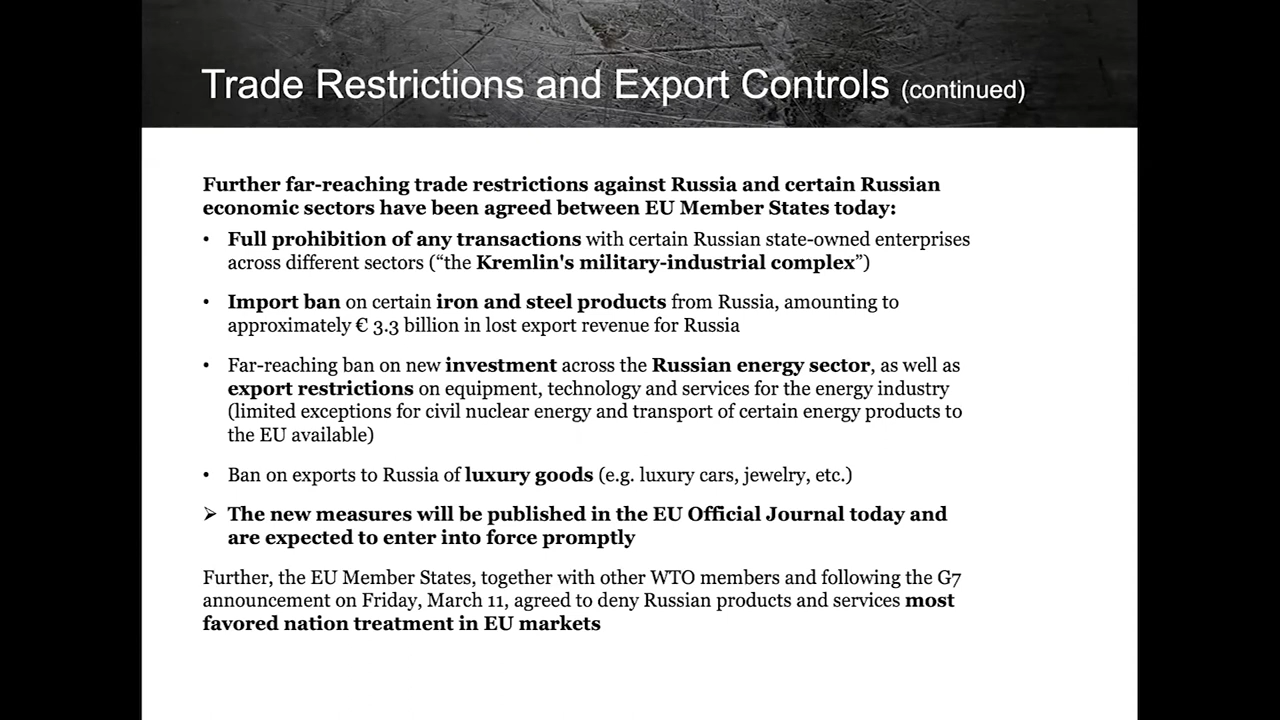 Trade Restrictions and Export Controls (continued)
Further far-reaching trade restrictions against Russia and certain Russian
economic sectors have been agreed between EU Member States today:
• Full prohibition of any transactions with certain Russian state-owned enterprises
across different sectors (“the Kremlin's military-industrial complex”)
• Import ban on certain iron and steel products from Russia, amounting to
approximately € 3.3 billion in lost export revenue for Russia
• Far-reaching ban on new investment across the Russian energy sector, as well as
export restrictions on equipment, technology and services for the energy industry
(limited exceptions for civil nuclear energy and transport of certain energy products to
the EU available)
• Ban on exports to Russia of luxury goods (e.g. luxury cars, jewelry, etc.)
➢ The new measures will be published in the EU Official Journal today and
are expected to enter into force promptly
Further, the EU Member States, together with other WTO members and following the G7
announcement on Friday, March 11, agreed to deny Russian products and services most
favored nation treatment in EU markets